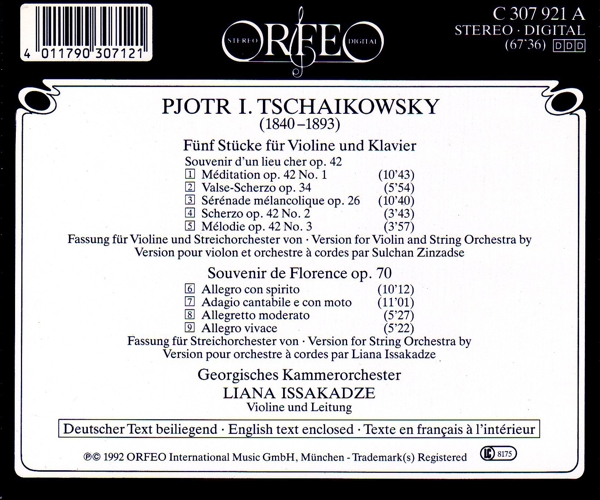 C 307 921 A
STEREO · DIGITAL
(67'36) DDD
STEREO ORFEO DIGITAL
4 011790 307121
PJOTR I. TSCHAIKOWSKY
(1840–1893)
Fünf Stücke für Violine und Klavier
Souvenir d'un lieu cher op. 42
1 Méditation op. 42 No. 1 (10'43)
2 Valse-Scherzo op. 34 (5'54)
3 Sérénade mélancolique op. 26 (10'40)
4 Scherzo op. 42 No. 2 (3'43)
5 Mélodie op. 42 No. 3 (3'57)
Fassung für Violine und Streichorchester von · Version for Violin and String Orchestra by
Version pour violon et orchestre à cordes par Sulchan Zinzadse
Souvenir de Florence op. 70
6 Allegro con spirito (10'12)
7 Adagio cantabile e con moto (11'01)
8 Allegretto moderato (5'27)
9 Allegro vivace (5'22)
Fassung für Streichorchester von · Version for String Orchestra by
Version pour orchestre à cordes par Liana Issakadze
Georgisches Kammerorchester
LIANA ISSAKADZE
Violine und Leitung
Deutscher Text beiliegend · English text enclosed · Texte en français à l'intérieur
℗© 1992 ORFEO International Music GmbH, München - Trademark(s) Registered
LC 8175